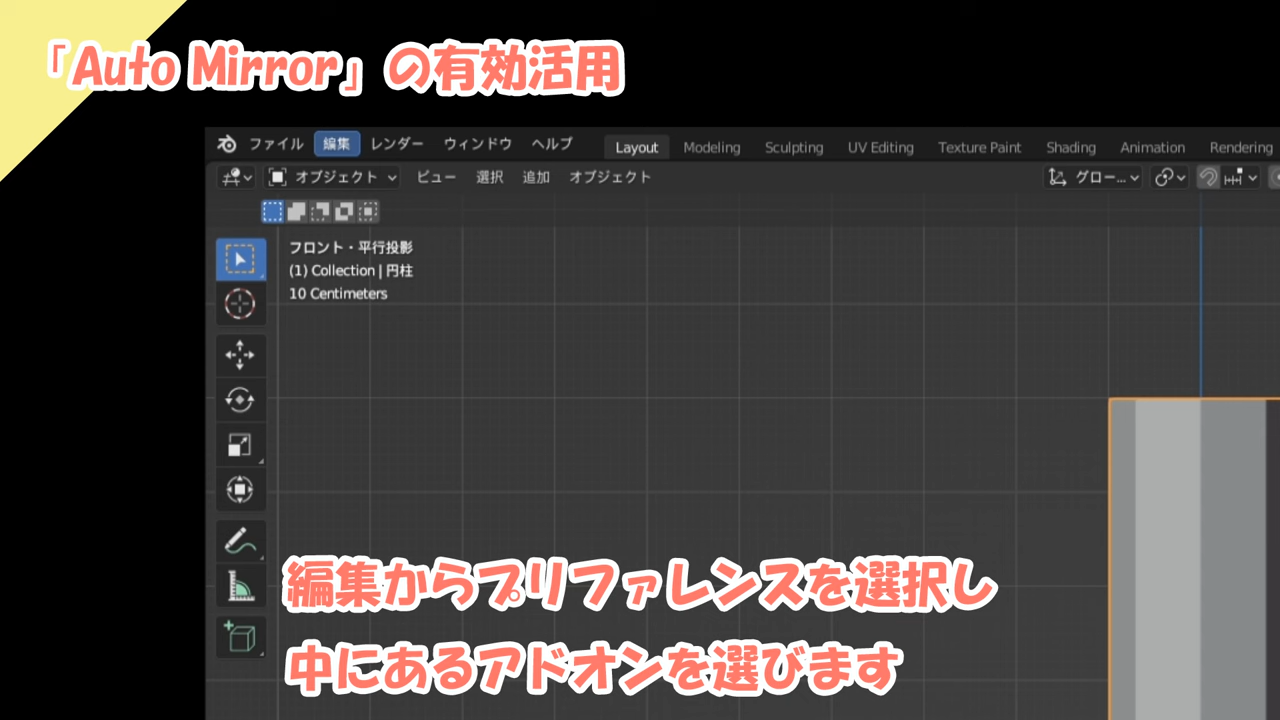 「Auto Mirror」の有効活用
ファイル 編集 レンダー ウィンドウ ヘルプ Layout Modeling Sculpting UV Editing Texture Paint Shading Animation Rendering
オブジェクト ビュー 選択 追加 オブジェクト グロー...
フロント・平行投影
(1) Collection | 円柱
10 Centimeters
編集からプリファレンスを選択し
中にあるアドオンを選びます